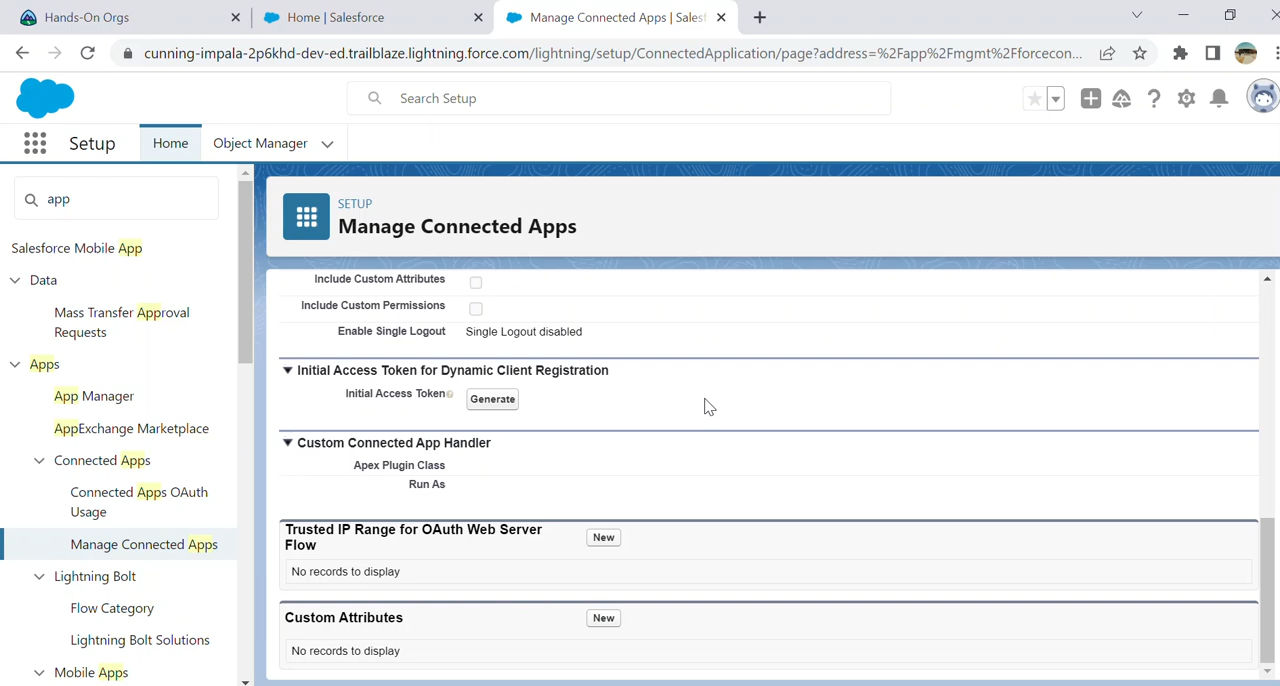 Hands-On Orgs
Home | Salesforce
Manage Connected Apps | Salesf
cunning-impala-2p6khd-dev-ed.trailblaze.lightning.force.com/lightning/setup/ConnectedApplication/page?address=%2Fapp%2Fmgmt%2Fforcecon...
Search Setup
Setup
Home
Object Manager
app
Salesforce Mobile App
Data
Mass Transfer Approval
Requests
Apps
App Manager
AppExchange Marketplace
Connected Apps
Connected Apps OAuth
Usage
Manage Connected Apps
Lightning Bolt
Flow Category
Lightning Bolt Solutions
Mobile Apps
SETUP
Manage Connected Apps
Include Custom Attributes
Include Custom Permissions
Enable Single Logout Single Logout disabled
Initial Access Token for Dynamic Client Registration
Initial Access Token Generate
Custom Connected App Handler
Apex Plugin Class
Run As
Trusted IP Range for OAuth Web Server
Flow
New
No records to display
Custom Attributes New
No records to display